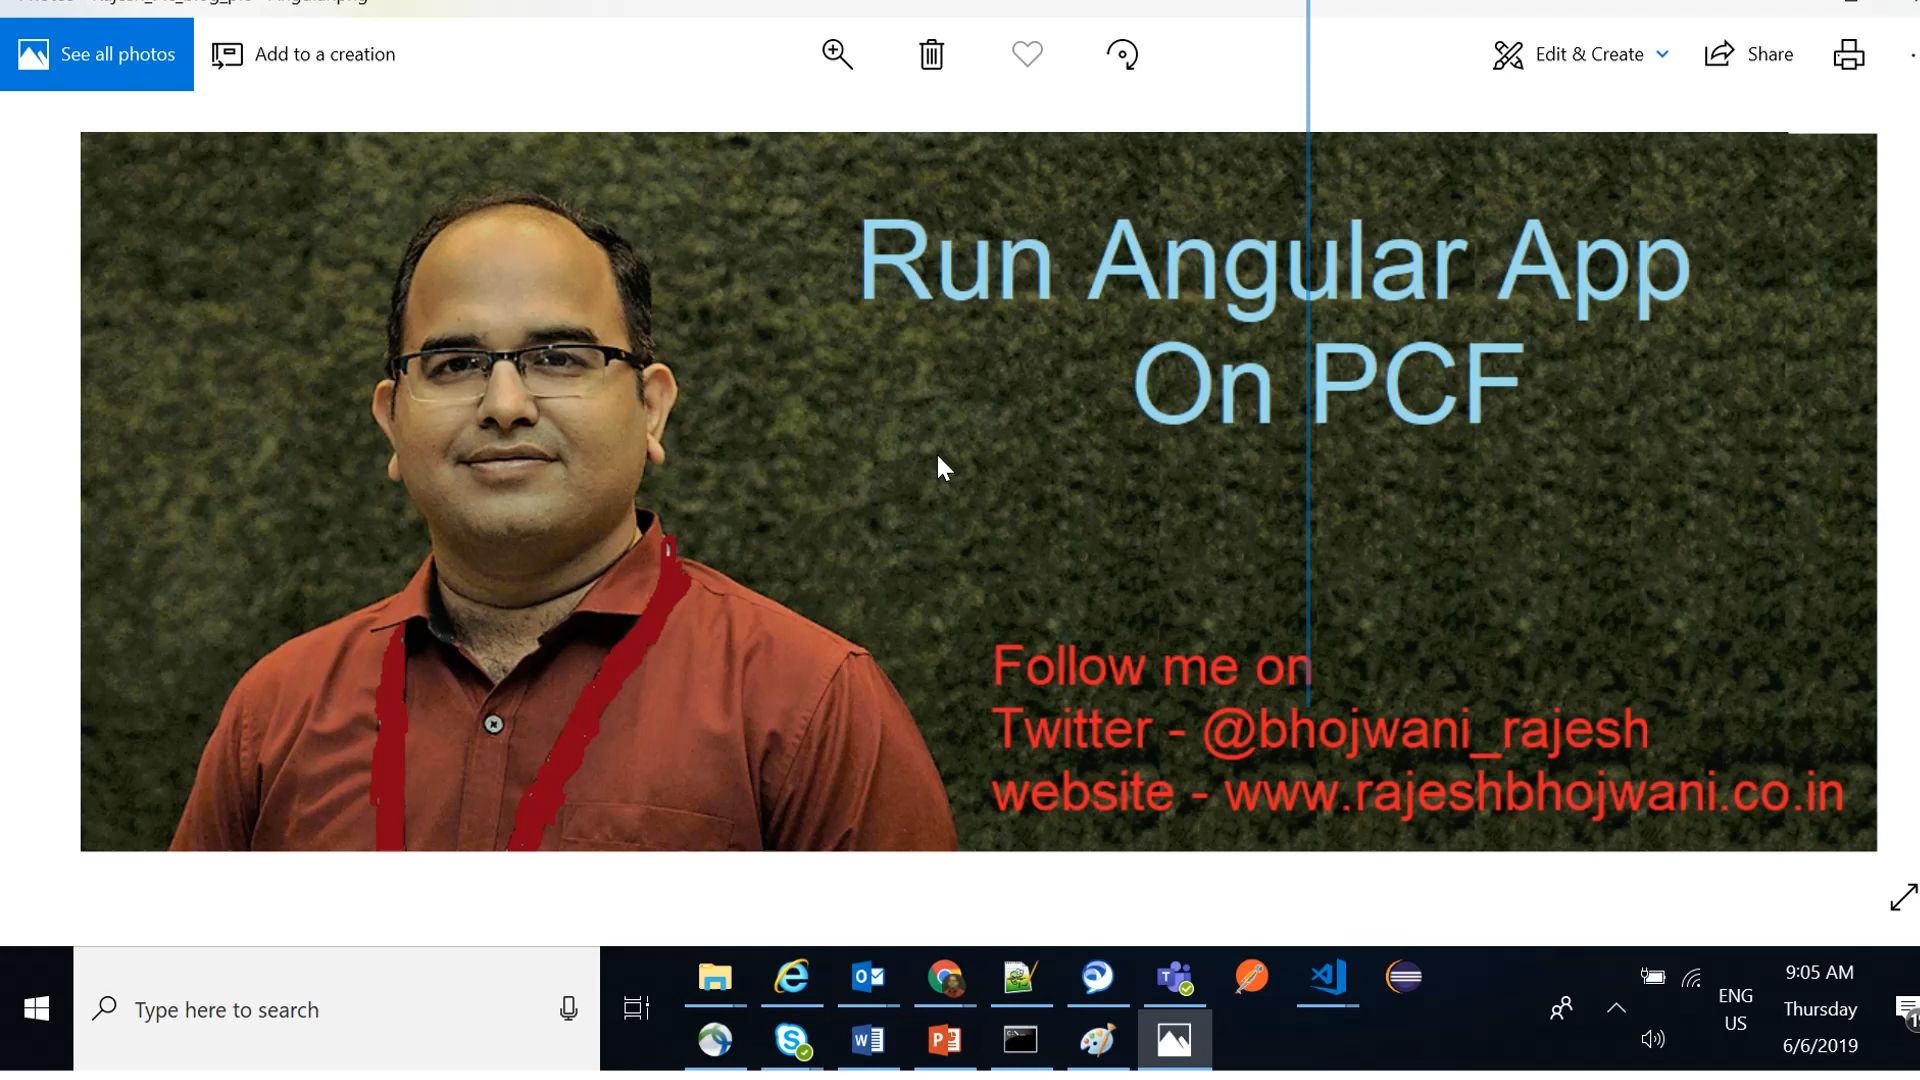 See all photos
Add to a creation
Edit & Create
Share
Run Angular App
On PCF
Follow me on
Twitter - @bhojwani_rajesh
website - www.rajeshbhojwani.co.in
Type here to search
ENG
US
9:05 AM
Thursday
6/6/2019